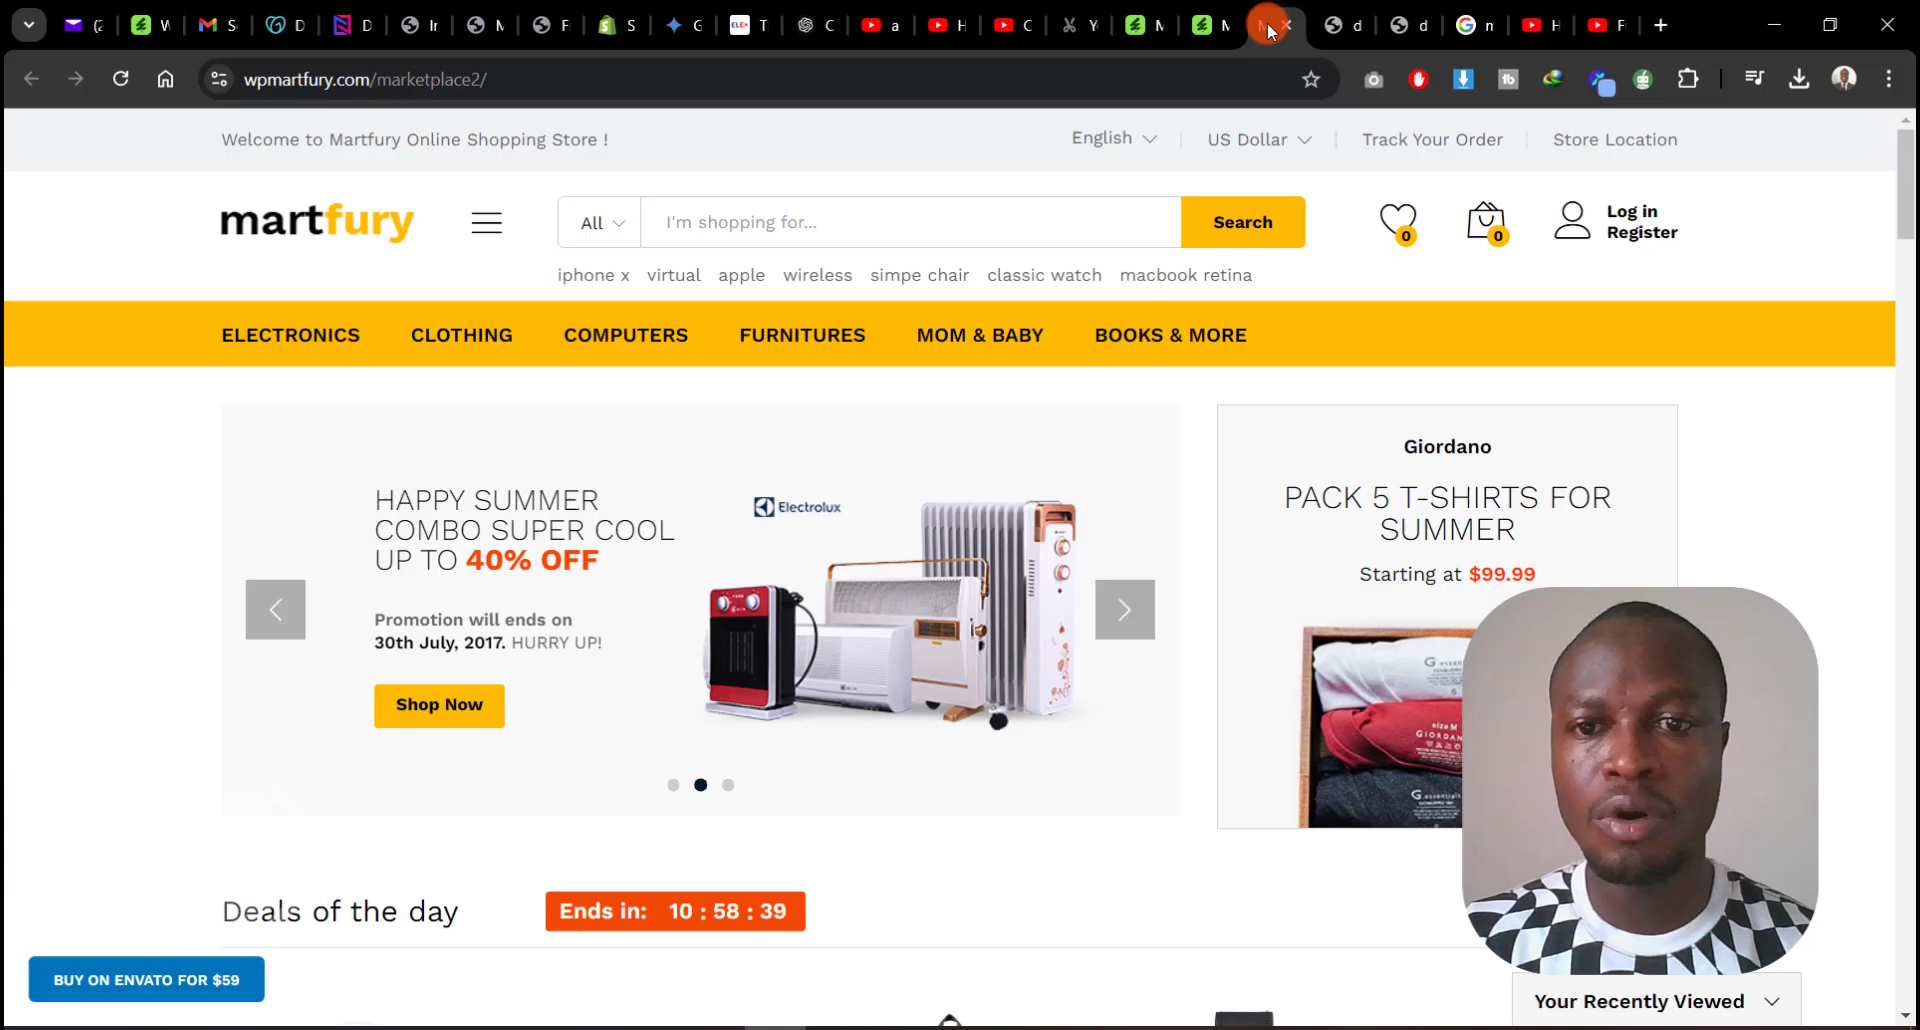 wpmartfury.com/marketplace2/
Welcome to Martfury Online Shopping Store !
English
US Dollar
Track Your Order
Store Location
martfury
All
I'm shopping for...
Search
0
0
Log in
Register
iphone x virtual apple wireless simpe chair classic watch macbook retina
ELECTRONICS CLOTHING COMPUTERS FURNITURES MOM & BABY BOOKS & MORE
HAPPY SUMMER
COMBO SUPER COOL
UP TO 40% OFF
Promotion will ends on
30th July, 2017. HURRY UP!
Shop Now
Electrolux
Giordano
PACK 5 T-SHIRTS FOR
SUMMER
Starting at $99.99
Deals of the day
Ends in: 10 : 58 : 39
BUY ON ENVATO FOR $59
Your Recently Viewed